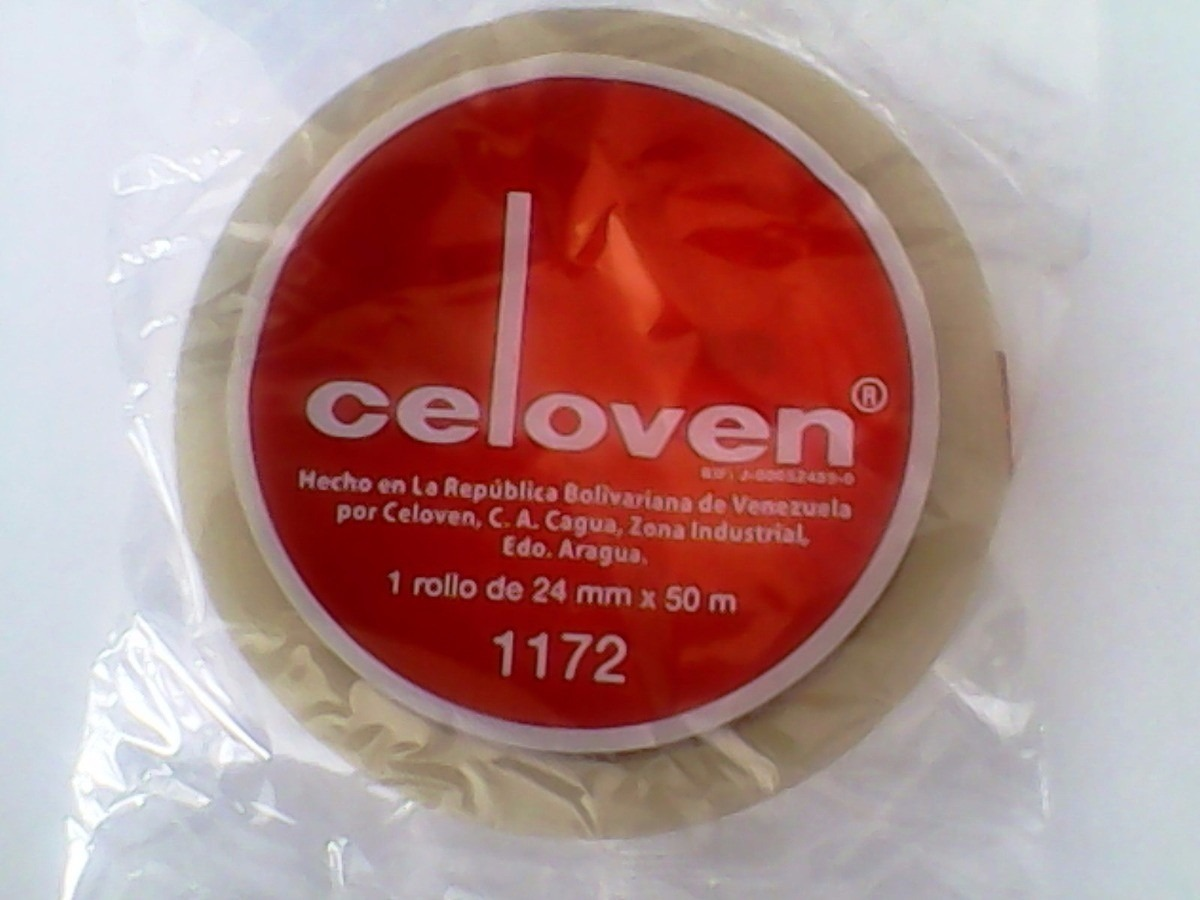 celoven®
Hecho en La República Bolivariana de Venezuela
por Celoven, C. A. Cagua, Zona Industrial,
Edo. Aragua.
1 rollo de 24 mm x 50 m
1172